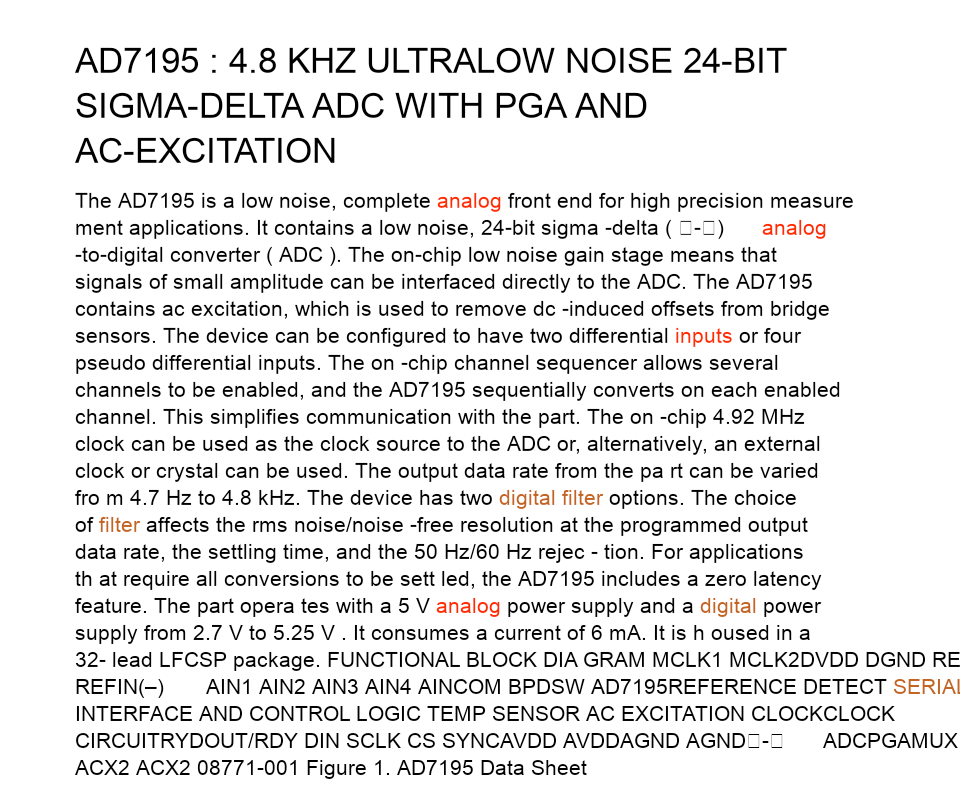 AD7195 : 4.8 KHZ ULTRALOW NOISE 24-BIT
SIGMA-DELTA ADC WITH PGA AND
AC-EXCITATION
The AD7195 is a low noise, complete analog front end for high precision measure
ment applications. It contains a low noise, 24-bit sigma -delta ( □-□) analog
-to-digital converter ( ADC ). The on-chip low noise gain stage means that
signals of small amplitude can be interfaced directly to the ADC. The AD7195
contains ac excitation, which is used to remove dc -induced offsets from bridge
sensors. The device can be configured to have two differential inputs or four
pseudo differential inputs. The on -chip channel sequencer allows several
channels to be enabled, and the AD7195 sequentially converts on each enabled
channel. This simplifies communication with the part. The on -chip 4.92 MHz
clock can be used as the clock source to the ADC or, alternatively, an external
clock or crystal can be used. The output data rate from the pa rt can be varied
fro m 4.7 Hz to 4.8 kHz. The device has two digital filter options. The choice
of filter affects the rms noise/noise -free resolution at the programmed output
data rate, the settling time, and the 50 Hz/60 Hz rejec - tion. For applications
th at require all conversions to be sett led, the AD7195 includes a zero latency
feature. The part opera tes with a 5 V analog power supply and a digital power
supply from 2.7 V to 5.25 V . It consumes a current of 6 mA. It is h oused in a
32- lead LFCSP package. FUNCTIONAL BLOCK DIA GRAM MCLK1 MCLK2DVDD DGND RE
REFIN(–) AIN1 AIN2 AIN3 AIN4 AINCOM BPDSW AD7195REFERENCE DETECT SERIAL
INTERFACE AND CONTROL LOGIC TEMP SENSOR AC EXCITATION CLOCKCLOCK
CIRCUITRYDOUT/RDY DIN SCLK CS SYNCAVDD AVDDAGND AGND□-□ ADCPGAMUX
ACX2 ACX2 08771-001 Figure 1. AD7195 Data Sheet